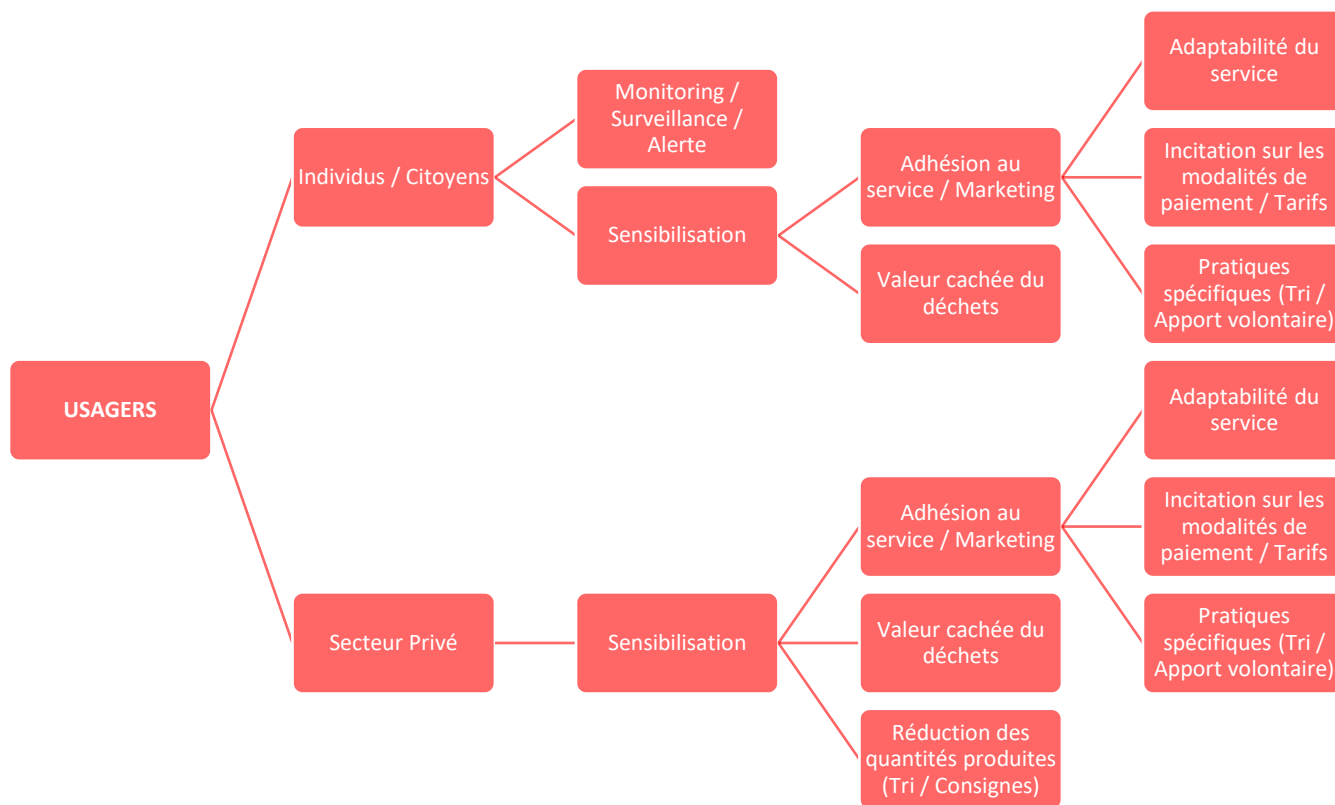 Adaptabilité du
service
Monitoring /
Surveillance /
Alerte
Individus / Citoyens
Adhésion au
service / Marketing
Incitation sur les
modalités de
paiement / Tarifs
Sensibilisation
Valeur cachée du
déchets
Pratiques
spécifiques (Tri /
Apport volontaire)
USAGERS
Adaptabilité du
service
Adhésion au
service / Marketing
Incitation sur les
modalités de
paiement / Tarifs
Secteur Privé
Sensibilisation
Valeur cachée du
déchets
Pratiques
spécifiques (Tri /
Apport volontaire)
Réduction des
quantités produites
(Tri / Consignes)